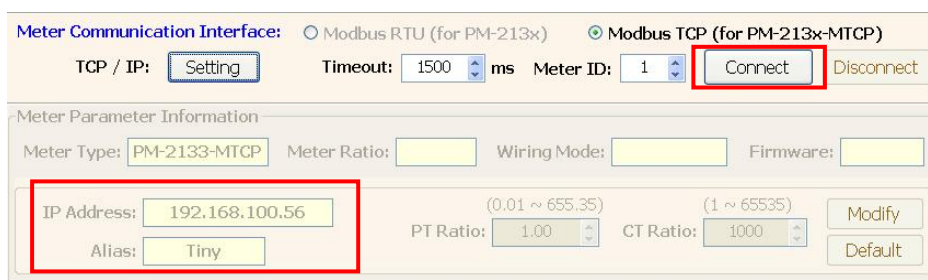 Meter Communication Interface: Modbus RTU (for PM-213x) Modbus TCP (for PM-213x-MTCP)
TCP / IP: Setting Timeout: 1500 ms Meter ID: 1 Connect Disconnect
Meter Parameter Information
Meter Type: PM-2133-MTCP Meter Ratio: Wiring Mode: Firmware:
(0.01 ~ 655.35) (1 ~ 65535)
IP Address: 192.168.100.56 PT Ratio: 1.00 CT Ratio: 1000 Modify
Alias: Tiny Default